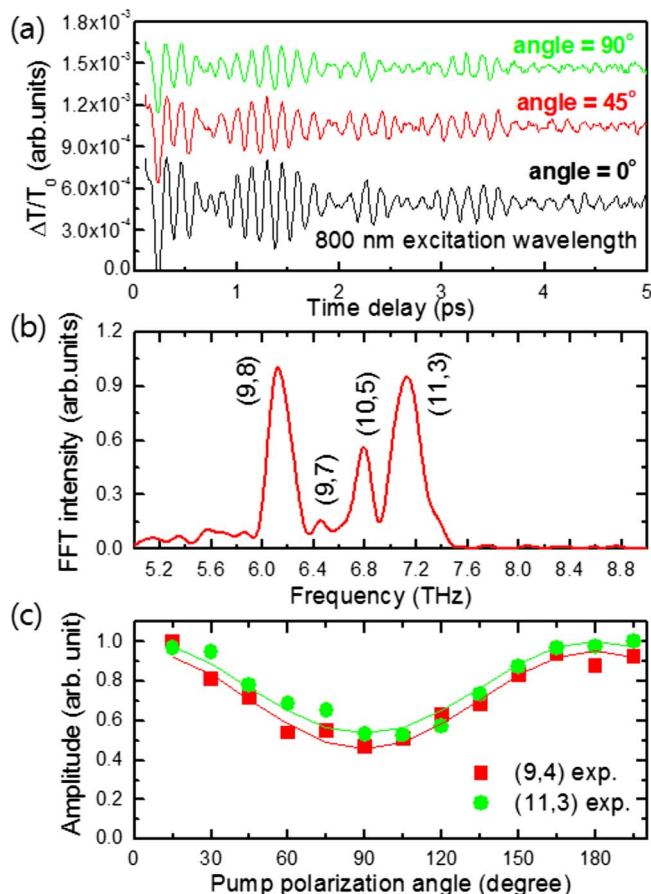 (a)
1.8x10⁻³
1.5x10⁻³
1.2x10⁻³
9.0x10⁻⁴
6.0x10⁻⁴
3.0x10⁻⁴
0.0
ΔT/T₀ (arb.units)
angle = 90°
angle = 45°
angle = 0°
800 nm excitation wavelength
0 1 2 3 4 5
Time delay (ps)
(b)
1.2
0.9
0.6
0.3
0.0
FFT intensity (arb.units)
(9,8)
(9,7)
(10,5)
(11,3)
5.2 5.6 6.0 6.4 6.8 7.2 7.6 8.0 8.4 8.8
Frequency (THz)
(c)
1.0
0.8
0.6
0.4
0.2
0.0
Amplitude (arb. unit)
(9,4) exp.
(11,3) exp.
0 30 60 90 120 150 180
Pump polarization angle (degree)